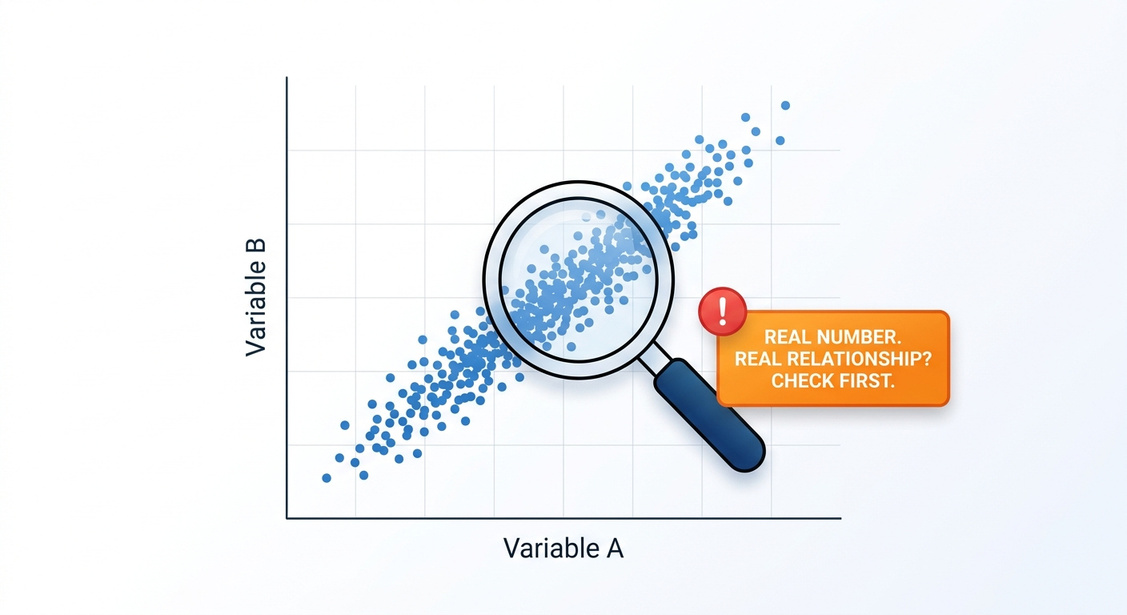 Variable B
!
REAL NUMBER.
REAL RELATIONSHIP?
CHECK FIRST.
Variable A